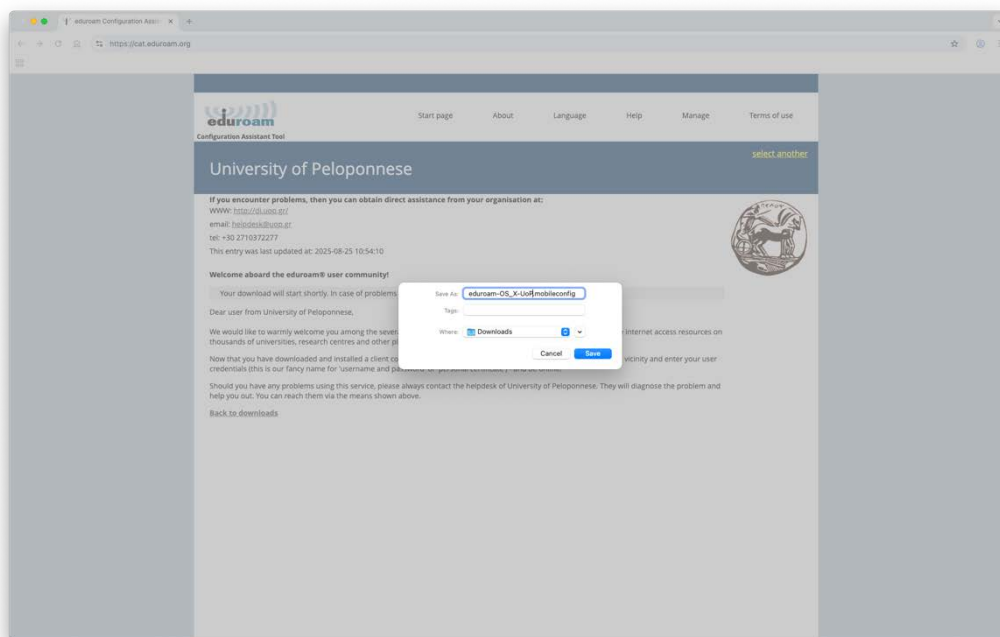 eduroam Configuration Assis
https://cat.eduroam.org
eduroam
Configuration Assistant Tool
Start page
About
Language
Help
Manage
Terms of use
University of Peloponnese
select another
If you encounter problems, then you can obtain direct assistance from your organisation at:
WWW: http://di.uop.gr/
email: helpdesk@uop.gr
tel: +30 2710372277
This entry was last updated at: 2025-08-25 10:54:10
Welcome aboard the eduroam® user community!
Your download will start shortly. In case of problems
Dear user from University of Peloponnese,
We would like to warmly welcome you among the sever
internet access resources on
thousands of universities, research centres and other pl
Now that you have downloaded and installed a client co
vicinity and enter your user
credentials (this is our fancy name for 'username and pa
Should you have any problems using this service, please always contact the helpdesk of University of Peloponnese. They will diagnose the problem and
help you out. You can reach them via the means shown above.
Back to downloads
Save As:
eduroam-OS_X-UoP.mobileconfig
Tags:
Where:
Downloads
Cancel
Save